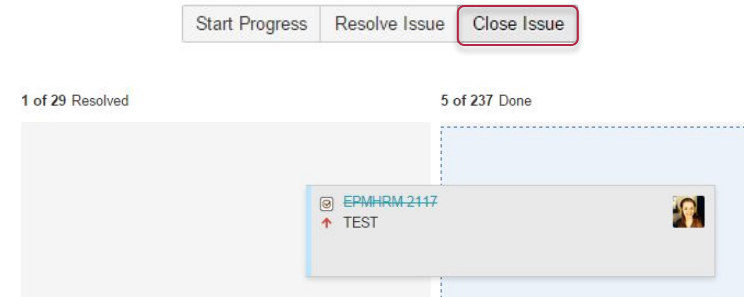 Start Progress Resolve Issue Close Issue
1 of 29 Resolved 5 of 237 Done
EPMHRM-2117
TEST